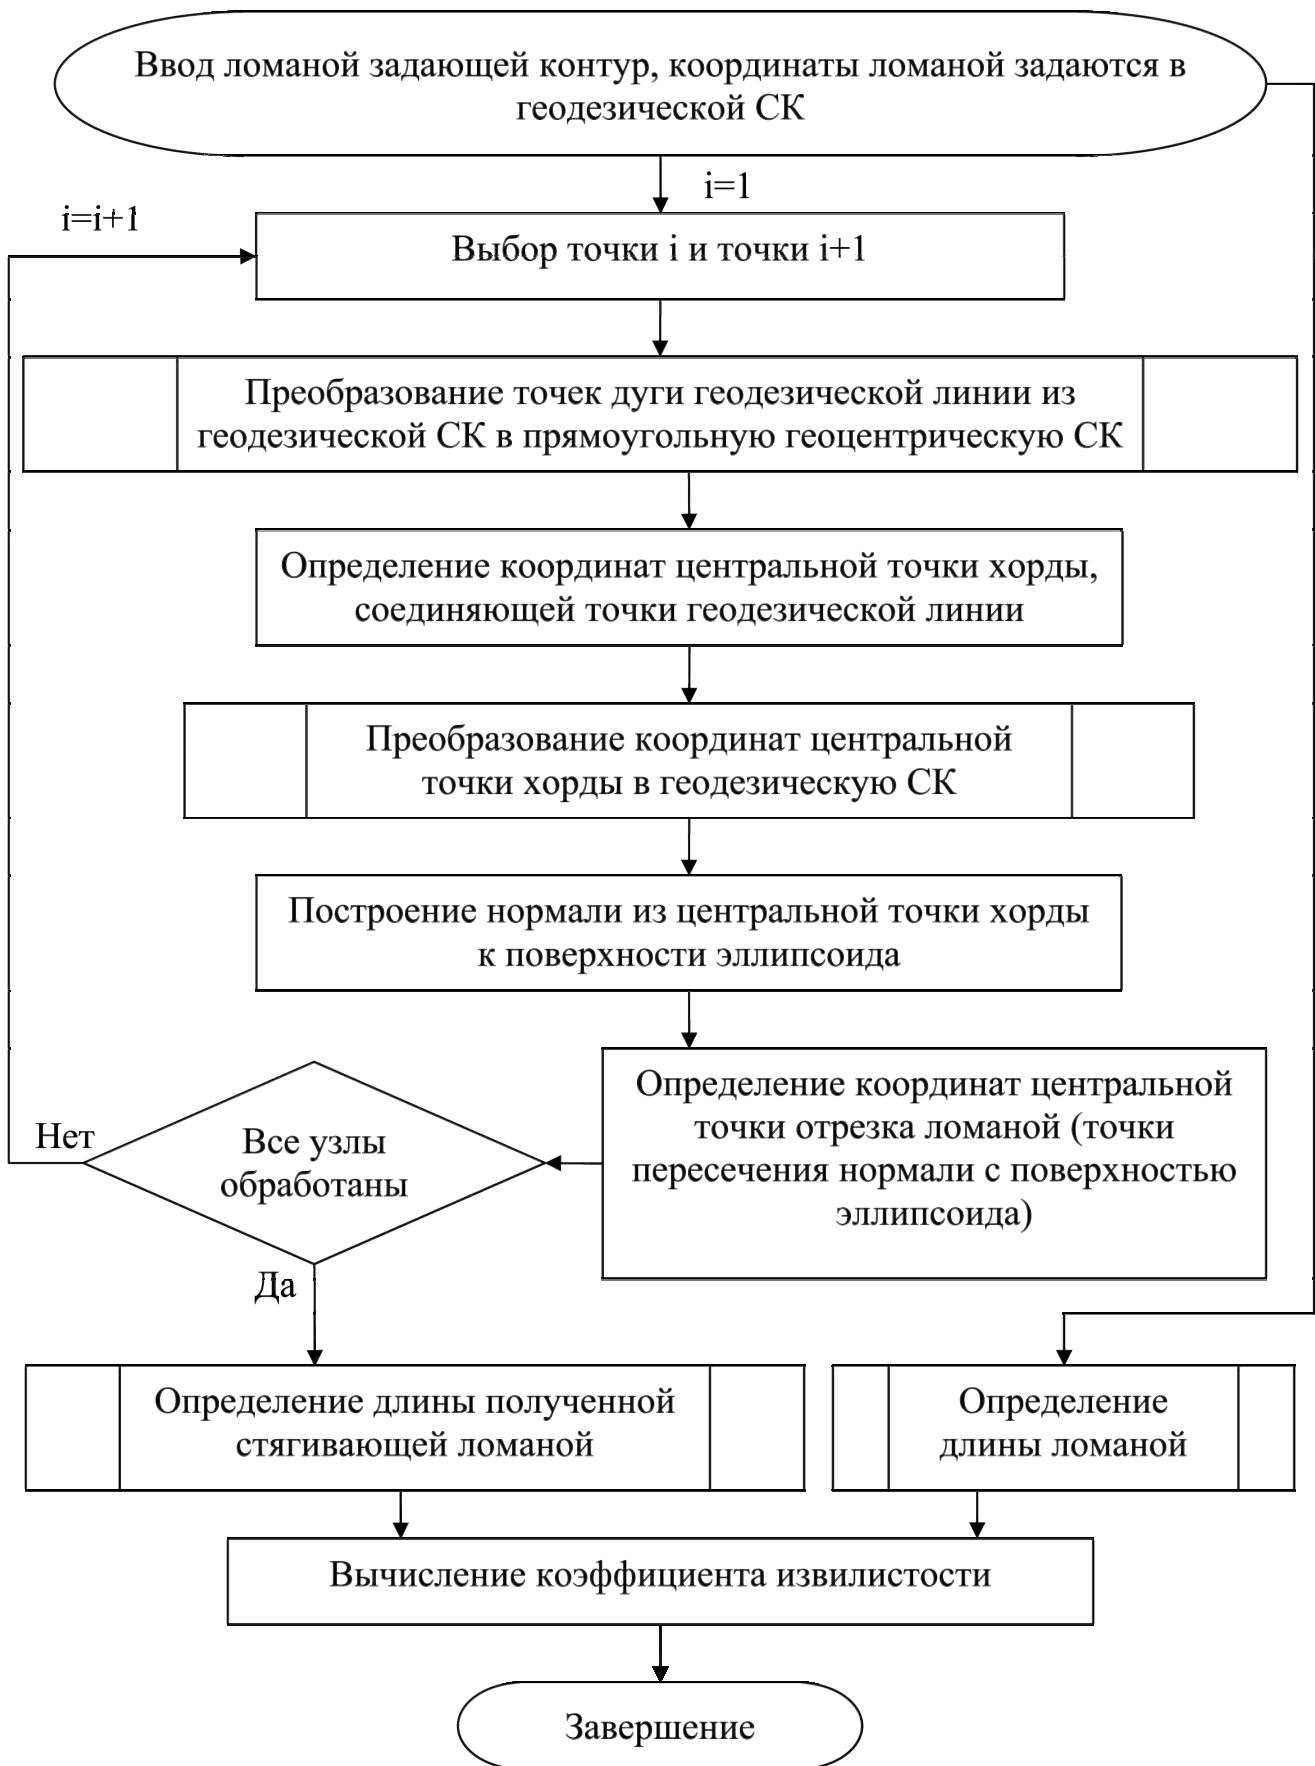 Ввод ломаной задающей контур, координаты ломаной задаются в
геодезической СК
i=1
i=i+1
Выбор точки i и точки i+1
Преобразование точек дуги геодезической линии из
геодезической СК в прямоугольную геоцентрическую СК
Определение координат центральной точки хорды,
соединяющей точки геодезической линии
Преобразование координат центральной
точки хорды в геодезическую СК
Построение нормали из центральной точки хорды
к поверхности эллипсоида
Определение координат центральной
точки отрезка ломаной (точки
пересечения нормали с поверхностью
эллипсоида)
Нет
Все узлы
обработаны
Да
Определение длины полученной
стягивающей ломаной
Определение
длины ломаной
Вычисление коэффициента извилистости
Завершение